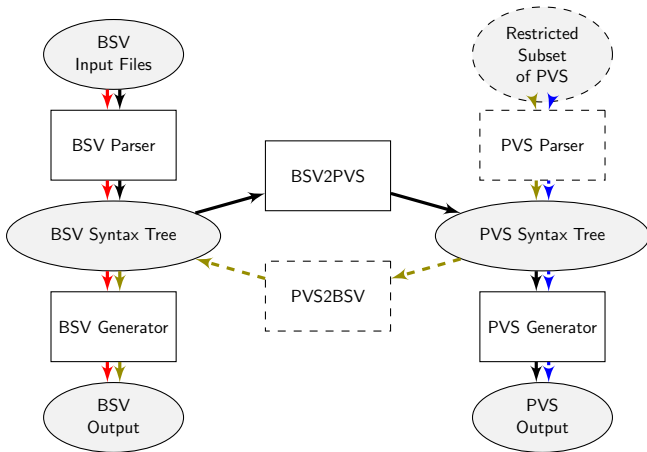 BSV
Input Files
Restricted
Subset
of PVS
BSV Parser
PVS Parser
BSV2PVS
BSV Syntax Tree
PVS Syntax Tree
PVS2BSV
BSV Generator
PVS Generator
BSV
Output
PVS
Output